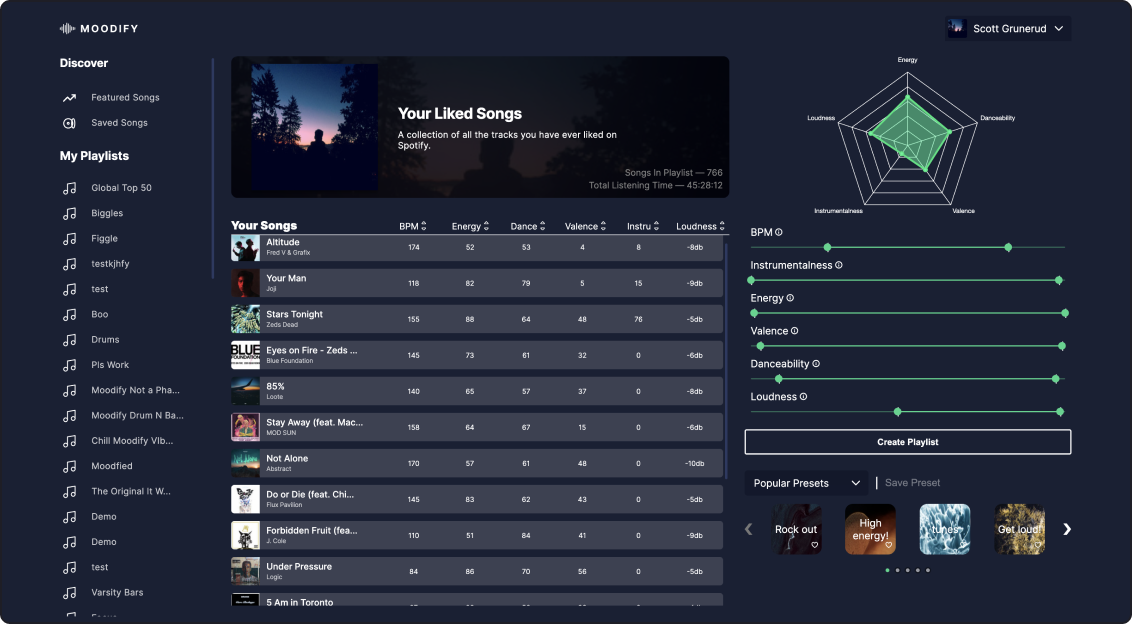 MOODIFY
Scott Grunerud
Discover
Featured Songs
Saved Songs
My Playlists
Global Top 50
Biggles
Figgle
testkjhfy
test
Boo
Drums
Pls Work
Moodify Not a Pha...
Moodify Drum N Ba...
Chill Moodify VIb...
Moodfied
The Original It W...
Demo
Demo
test
Varsity Bars
Your Liked Songs
A collection of all the tracks you have ever liked on
Spotify.
Songs In Playlist — 766
Total Listening Time — 45:28:12
Your Songs BPM Energy Dance Valence Instru Loudness
Altitude
Fred V & Grafix
174 52 53 4 8 -8db
Your Man
Joji
118 82 79 5 15 -9db
Stars Tonight
Zeds Dead
155 88 64 48 76 -5db
BLUE
FOUNDATION
Eyes on Fire - Zeds ...
Blue Foundation
145 73 61 32 0 -6db
85%
Loote
140 65 57 37 0 -8db
Stay Away (feat. Mac...
MOD SUN
158 64 67 15 0 -6db
Not Alone
Abstract
170 57 61 48 0 -10db
Do or Die (feat. Chi...
Flux Pavilion
145 83 62 43 0 -5db
Forbidden Fruit (fea...
J. Cole
110 51 84 41 0 -9db
Under Pressure
Logic
84 86 70 56 0 -5db
5 Am in Toronto
Energy
Loudness
Danceability
Instrumentalness
Valence
BPM
Instrumentalness
Energy
Valence
Danceability
Loudness
Create Playlist
Popular Presets
Save Preset
Rock out
High
energy!
tunes
Get loud!